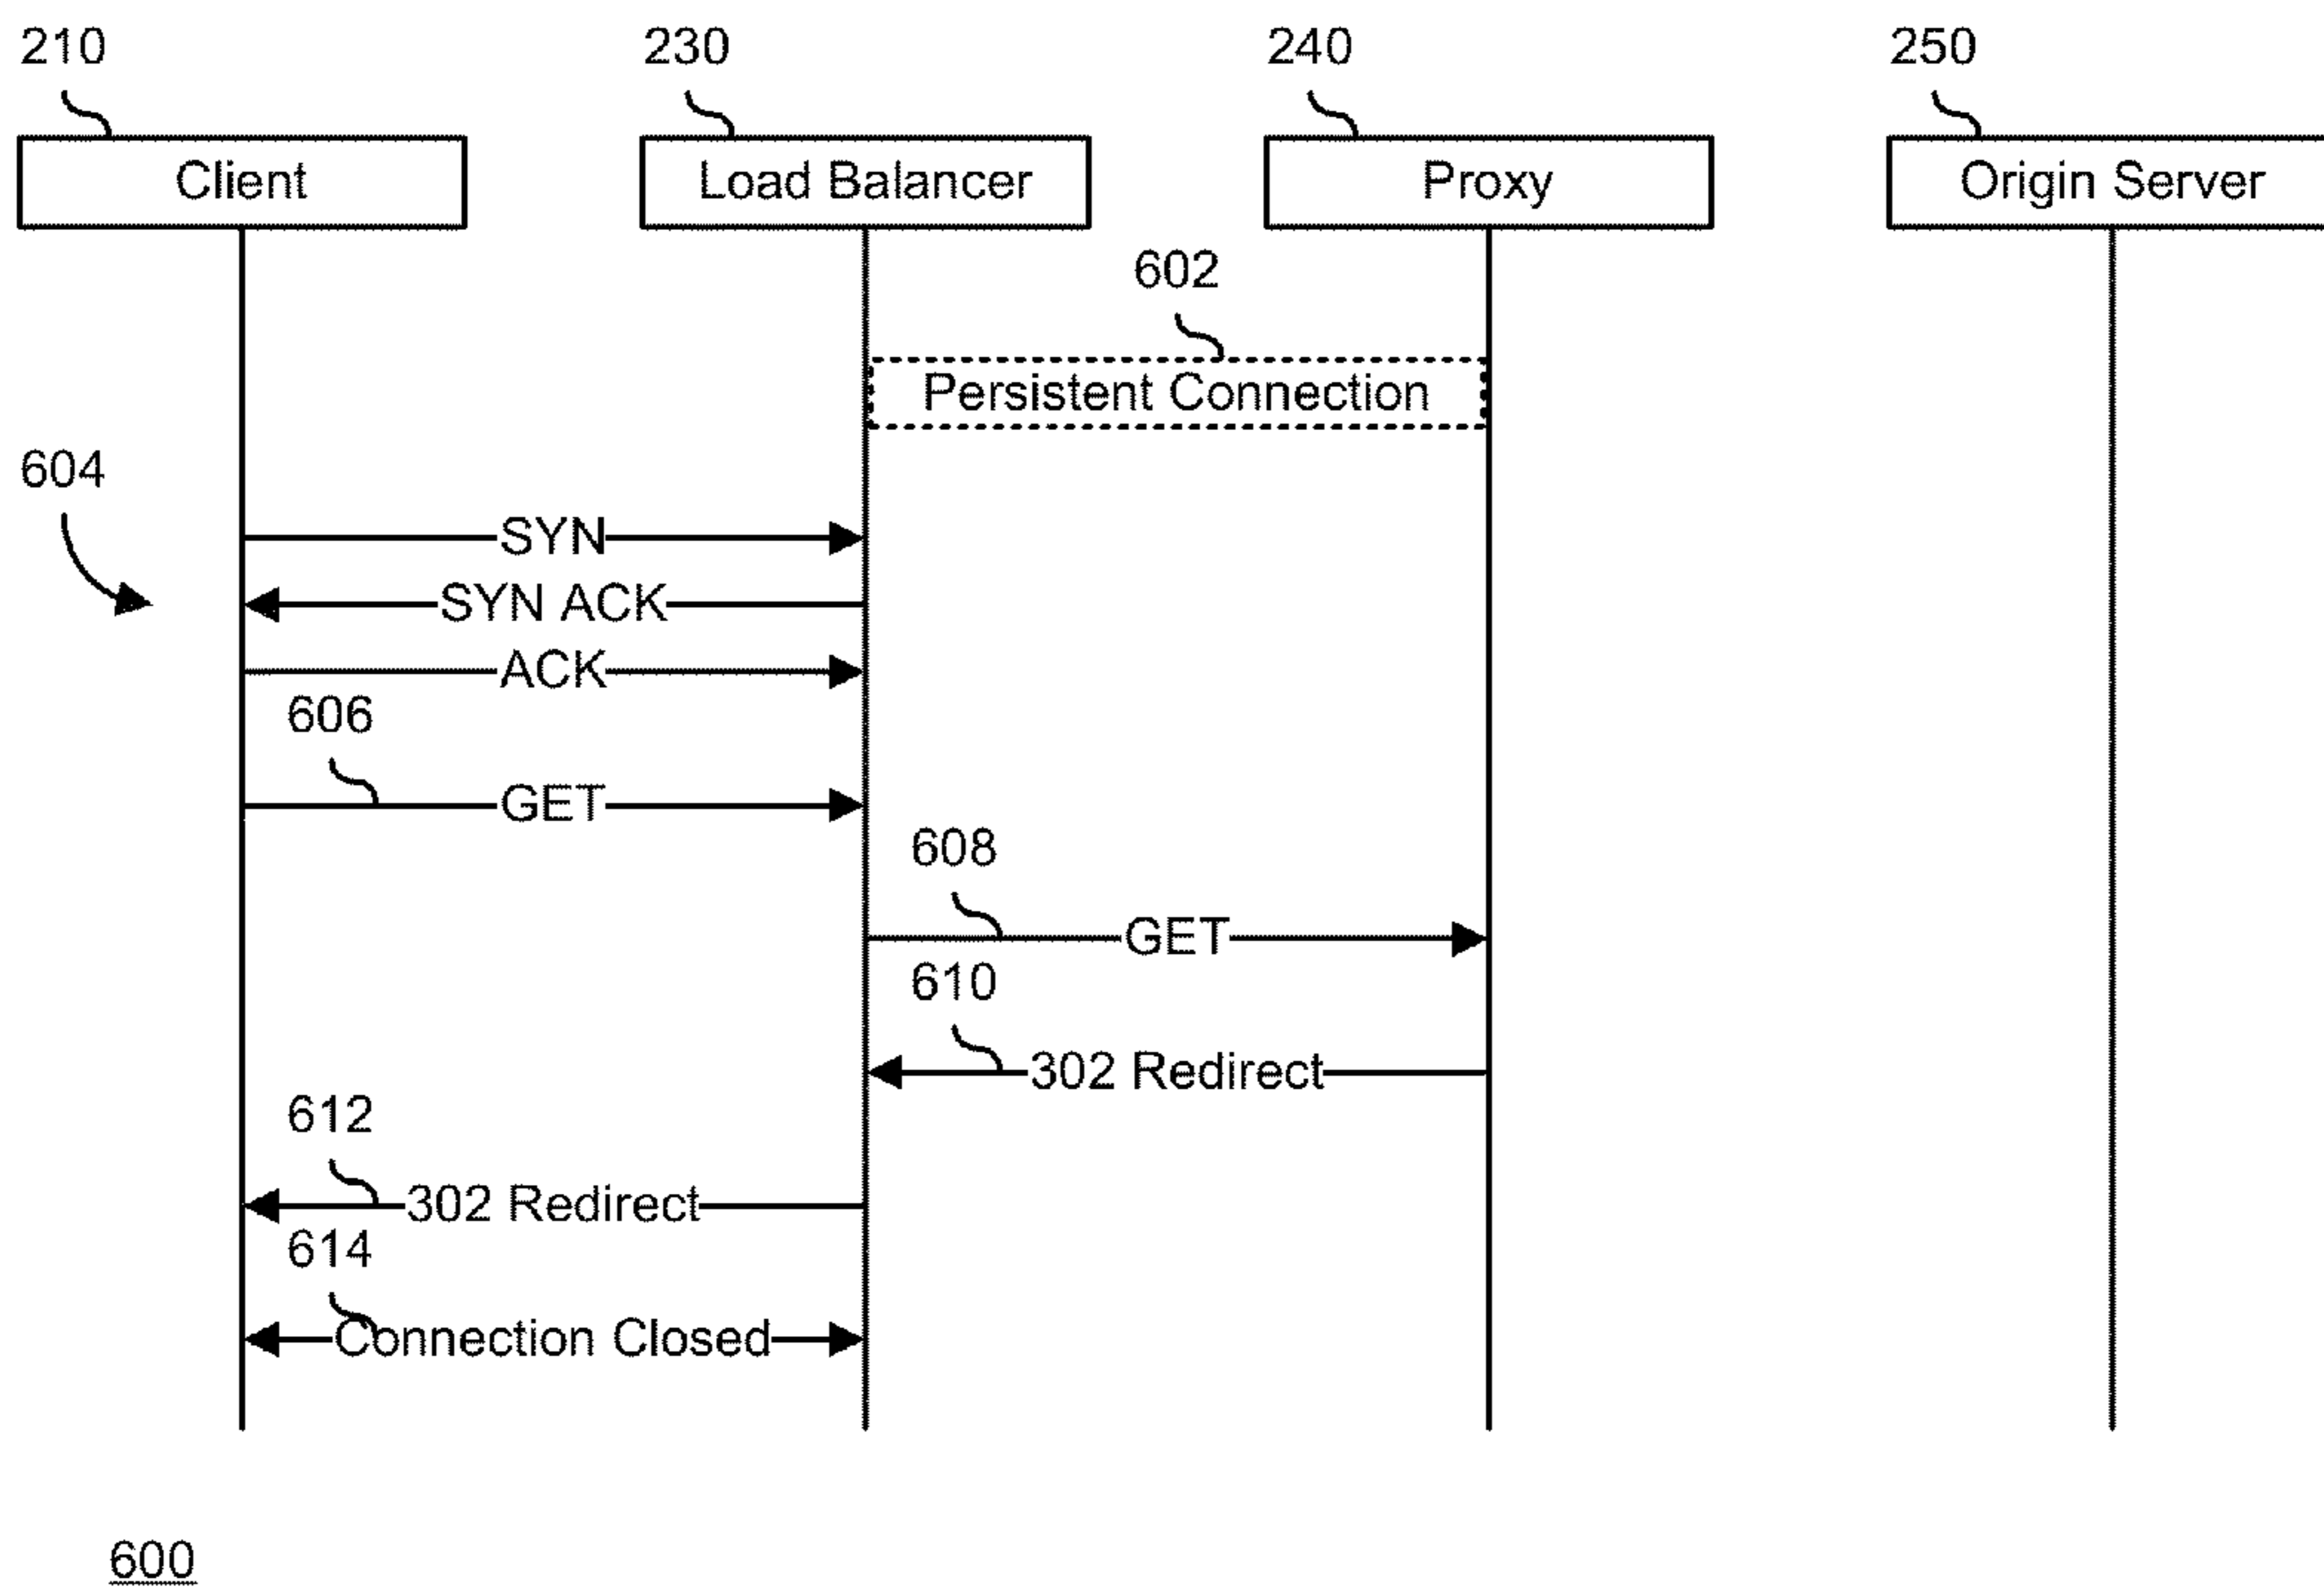 210 230 240 250
Client Load Balancer Proxy Origin Server
602
Persistent Connection
604
SYN
SYN ACK
ACK
606
GET
608
GET
610
302 Redirect
612
302 Redirect
614
Connection Closed
600